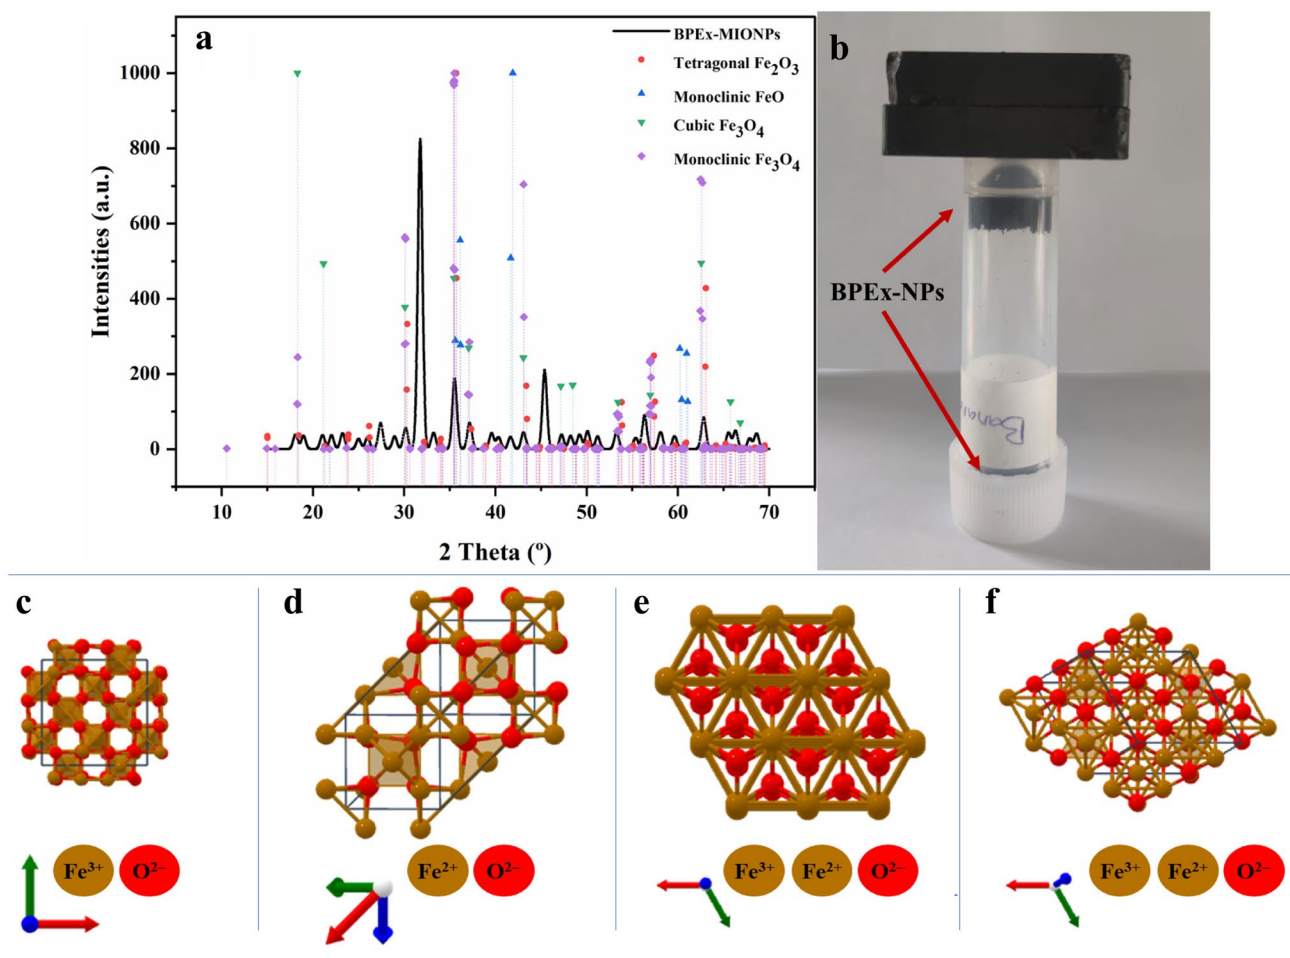 a
BPEx-MIONPs
Tetragonal Fe₂O₃
Monoclinic FeO
Cubic Fe₃O₄
Monoclinic Fe₃O₄
1000
800
600
400
200
0
Intensities (a.u.)
10 20 30 40 50 60 70
2 Theta (º)
b
BPEx-NPs
c
d
e
f
Fe³⁺ O²⁻
Fe²⁺ O²⁻
Fe³⁺ Fe²⁺ O²⁻
Fe³⁺ Fe²⁺ O²⁻